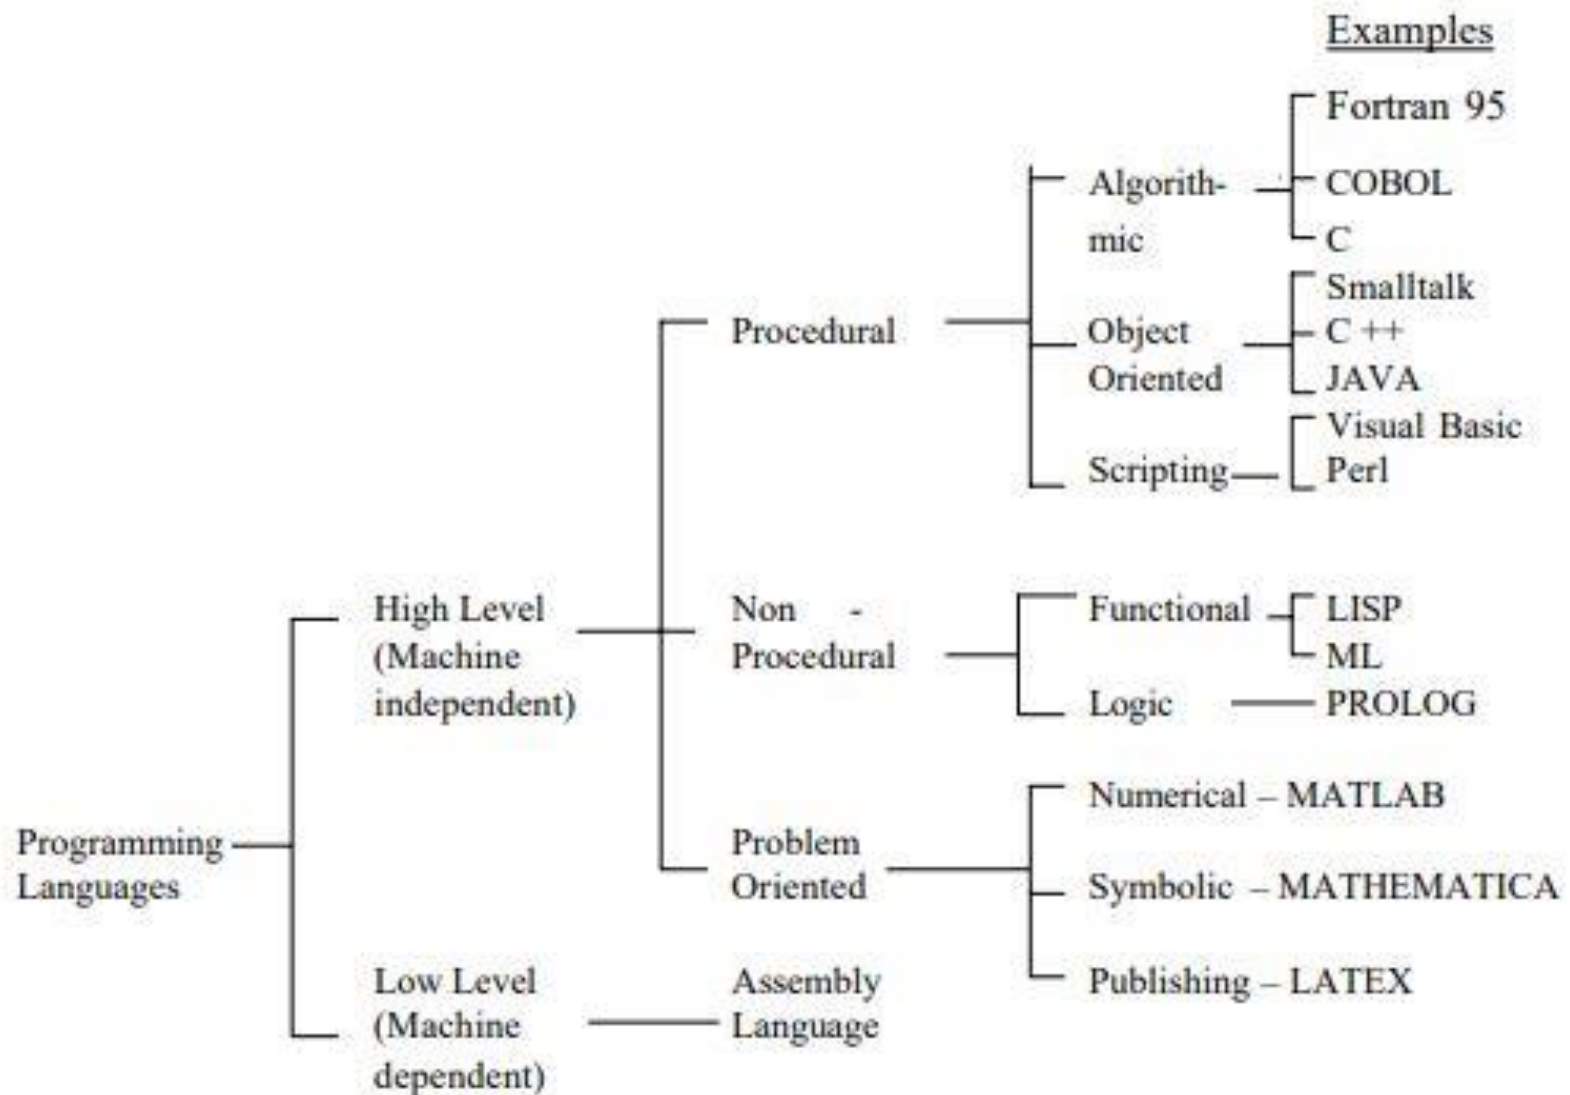 Examples
Fortran 95
Algorith-
mic
COBOL
C
Procedural
Object
Oriented
Smalltalk
C ++
JAVA
Scripting
Visual Basic
Perl
High Level
(Machine
independent)
Non -
Procedural
Functional
LISP
ML
Logic
PROLOG
Programming
Languages
Problem
Oriented
Numerical – MATLAB
Symbolic – MATHEMATICA
Publishing – LATEX
Low Level
(Machine
dependent)
Assembly
Language